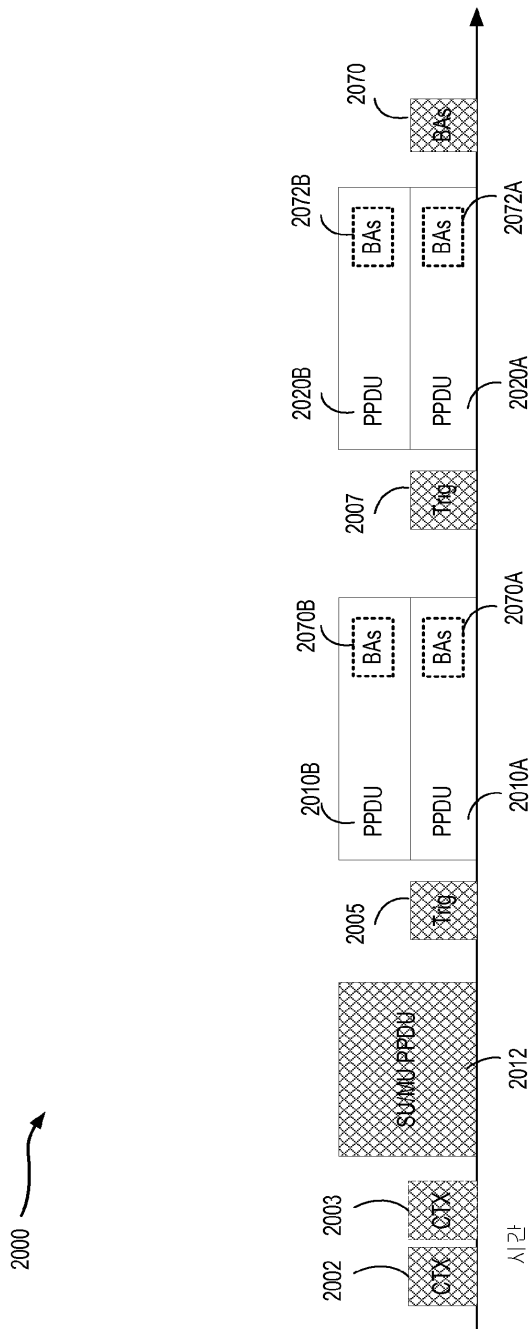 2000
2002
CTX
2003
CTX
SU/MU PPDU
2012
2005
Trig
2010B
PPDU
2070B
BAs
PPDU
2010A
BAs
2070A
2007
Trig
2020B
PPDU
2072B
BAs
PPDU
2020A
BAs
2072A
2070
BAs
시간